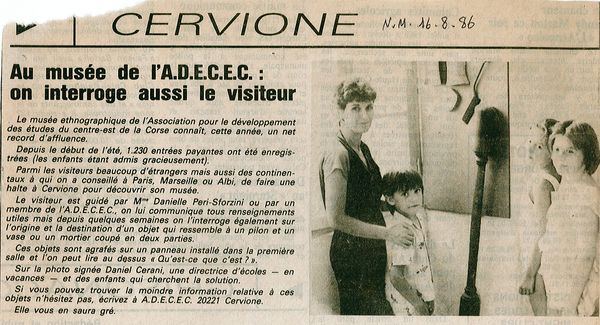 CERVIONE
N.M. 16.8.86
Au musée de l'A.D.E.C.E.C. :
on interroge aussi le visiteur
Le musée ethnographique de l'Association pour le développement
des études du centre-est de la Corse connaît, cette année, un net
record d'affluence.
Depuis le début de l'été, 1.230 entrées payantes ont été enregis-
trées (les enfants étant admis gracieusement).
Parmi les visiteurs beaucoup d'étrangers mais aussi des continen-
taux à qui on a conseillé à Paris, Marseille ou Albi, de faire une
halte à Cervione pour découvrir son musée.
Le visiteur est guidé par Mme Danielle Peri-Sforzini ou par un
membre de l'A.D.E.C.E.C., on lui communique tous renseignements
utiles mais depuis quelques semaines on l'interroge également sur
l'origine et la destination d'un objet qui ressemble à un pilon et un
vase ou un mortier coupé en deux parties.
Ces objets sont agrafés sur un panneau installé dans la première
salle et l'on peut lire au dessus « Qu'est-ce que c'est ? ».
Sur la photo signée Daniel Cerani, une directrice d'écoles — en
vacances — et des enfants qui cherchent la solution.
Si vous pouvez trouver la moindre information relative à ces
objets n'hésitez pas, écrivez à A.D.E.C.E.C. 20221 Cervione.
Elle vous en saura gré.